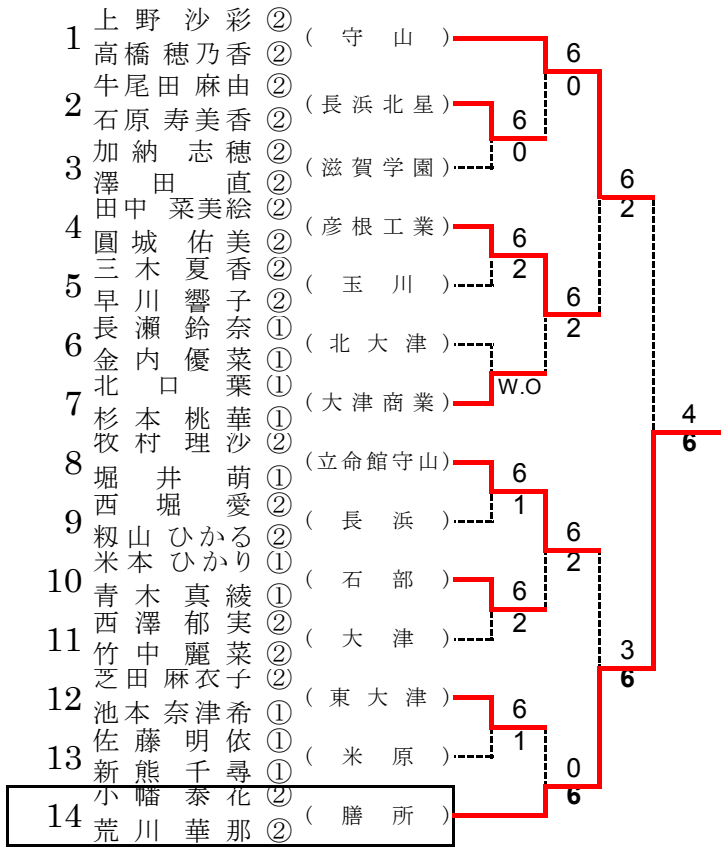 1 上野 沙彩 ② (守山)
高橋 穂乃香 ②
2 牛尾田 麻由 ② (長浜北星)
石原 寿美香 ②
3 加納 志穂 ② (滋賀学園)
澤田 直 ②
4 田中 菜美絵 ② (彦根工業)
圓城 佑美 ②
5 三木 夏香 ② (玉川)
早川 響子 ②
6 長瀬 鈴奈 ① (北大津)
金内 優菜 ①
7 北口 葉 ① (大津商業)
杉本 桃華 ①
8 牧村 理沙 ② (立命館守山)
堀井 萌 ①
9 西堀 愛 ② (長浜)
籾山 ひかる ②
10 米本 ひかり ① (石部)
青木 真綾 ①
11 西澤 郁実 ② (大津)
竹中 麗菜 ②
12 芝田 麻衣子 ② (東大津)
池本 奈津希 ①
13 佐藤 明依 ① (米原)
新熊 千尋 ①
14 小幡 泰花 ② (膳所)
荒川 華那 ②
6
0
6
2
W.O
6
1
6
2
6
1
6
0
6
2
6
2
0
6
6
2
3
6
4
6